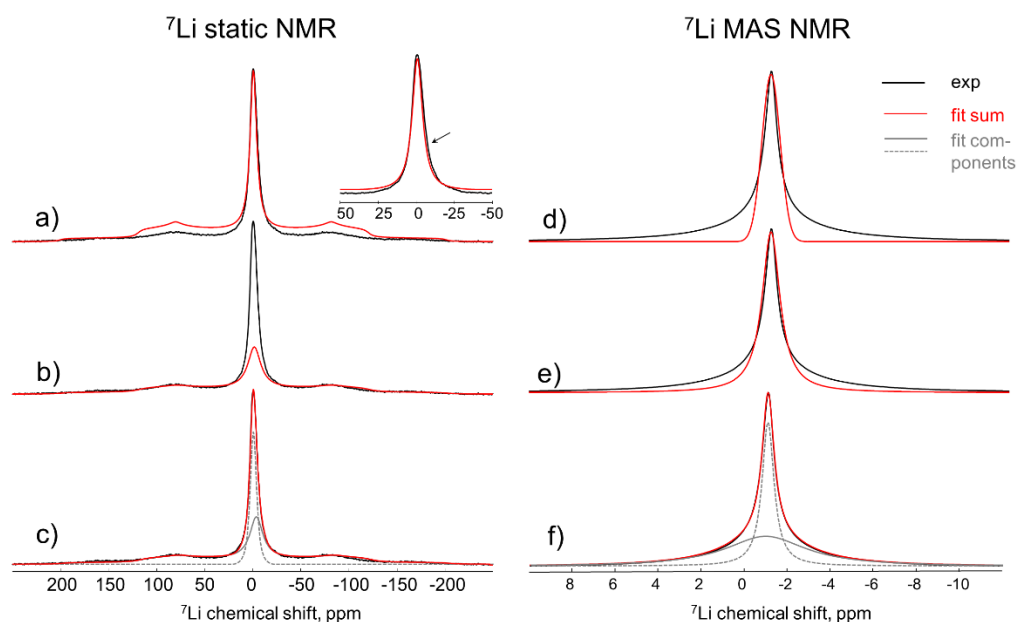 ⁷Li static NMR
⁷Li MAS NMR
exp
fit sum
fit com-
ponents
50 25 0 -25 -50
a)
d)
b)
e)
c)
f)
200 150 100 50 0 -50 -100 -150 -200
8 6 4 2 0 -2 -4 -6 -8 -10
⁷Li chemical shift, ppm
⁷Li chemical shift, ppm